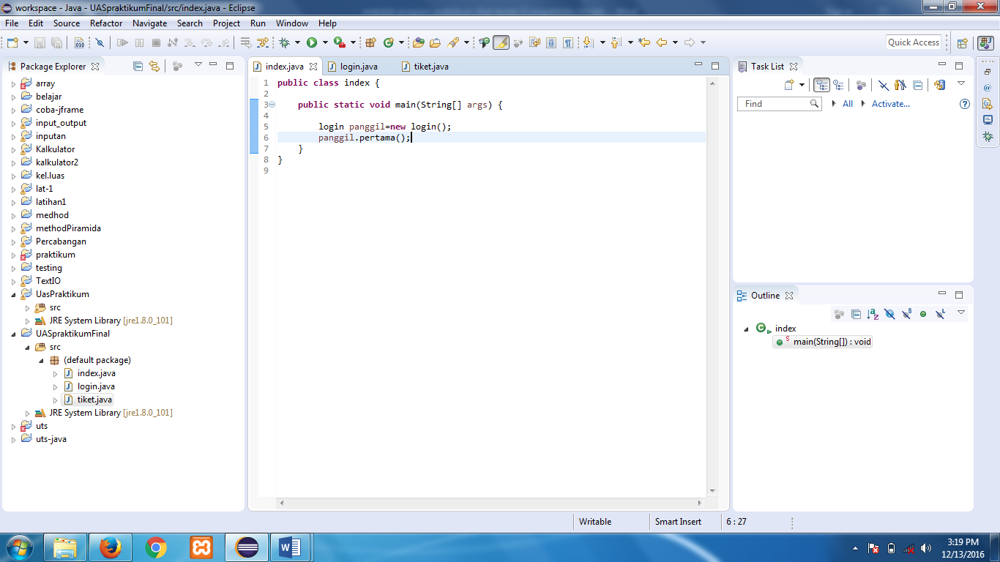 workspace - Java - UASpraktikumFinal/src/index.java - Eclipse
File Edit Source Refactor Navigate Search Project Run Window Help
Quick Access
Package Explorer
array
belajar
coba-jframe
input_output
inputan
Kalkulator
kalkulator2
kel.luas
lat-1
latihan1
medhod
methodPiramida
Percabangan
praktikum
testing
TextIO
UasPraktikum
src
JRE System Library [jre1.8.0_101]
UASpraktikumFinal
src
(default package)
index.java
login.java
tiket.java
JRE System Library [jre1.8.0_101]
uts
uts-java
index.java login.java tiket.java
1 public class index {
2
3 public static void main(String[] args) {
4
5 login panggil=new login();
6 panggil.pertama();
7 }
8 }
9
Task List
Find All Activate...
Outline
index
main(String[]) : void
Writable Smart Insert 6 : 27
3:19 PM
12/13/2016